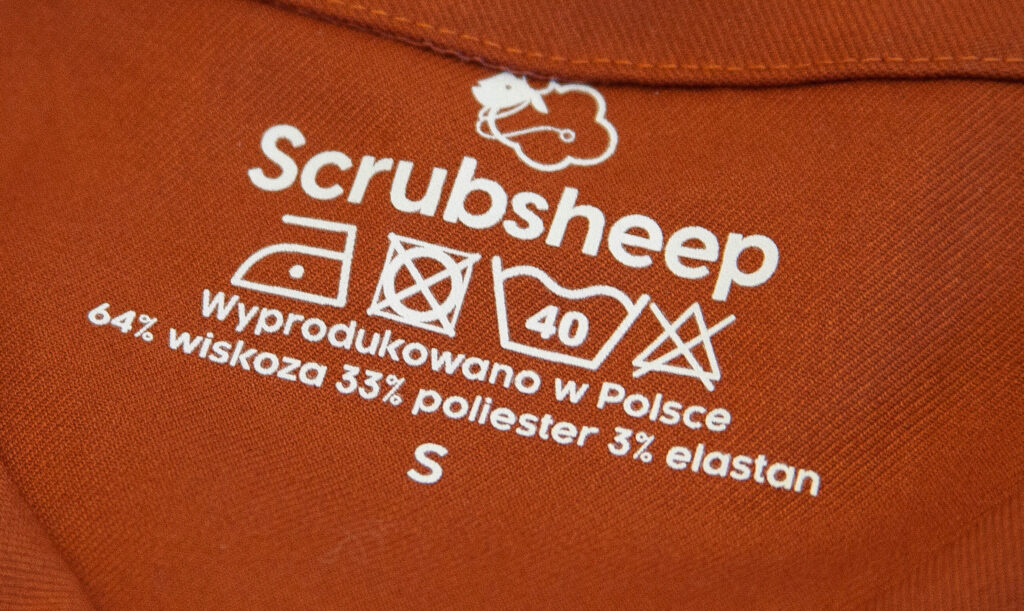 Scrubsheep
40
Wyprodukowano w Polsce
64% wiskoza 33% poliester 3% elastan
S